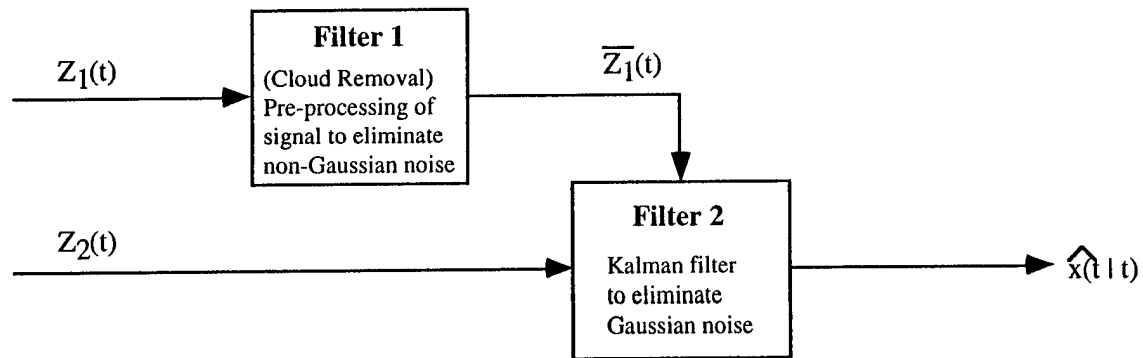 Filter 1
Z1(t)
(Cloud Removal)
Pre-processing of
signal to eliminate
non-Gaussian noise
Z̅1̅(t)
Z2(t)
Filter 2
Kalman filter
to eliminate
Gaussian noise
x̂(t | t)